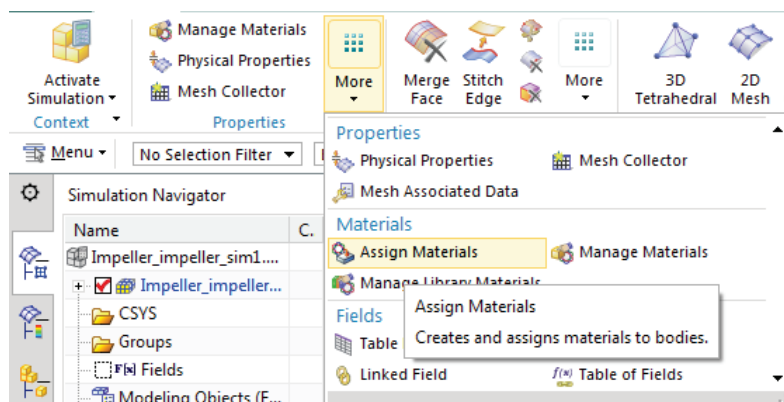 Activate
Simulation
Context
Manage Materials
Physical Properties
Mesh Collector
Properties
More
Merge
Face
Stitch
Edge
More
3D
Tetrahedral
2D
Mesh
Menu
No Selection Filter
Simulation Navigator
Name C.
Impeller_impeller_sim1....
Impeller_impeller...
CSYS
Groups
F(x) Fields
Modeling Objects (F...
Properties
Physical Properties Mesh Collector
Mesh Associated Data
Materials
Assign Materials Manage Materials
Manage Library Materials
Fields
Table
Linked Field f(x) Table of Fields
Assign Materials
Creates and assigns materials to bodies.